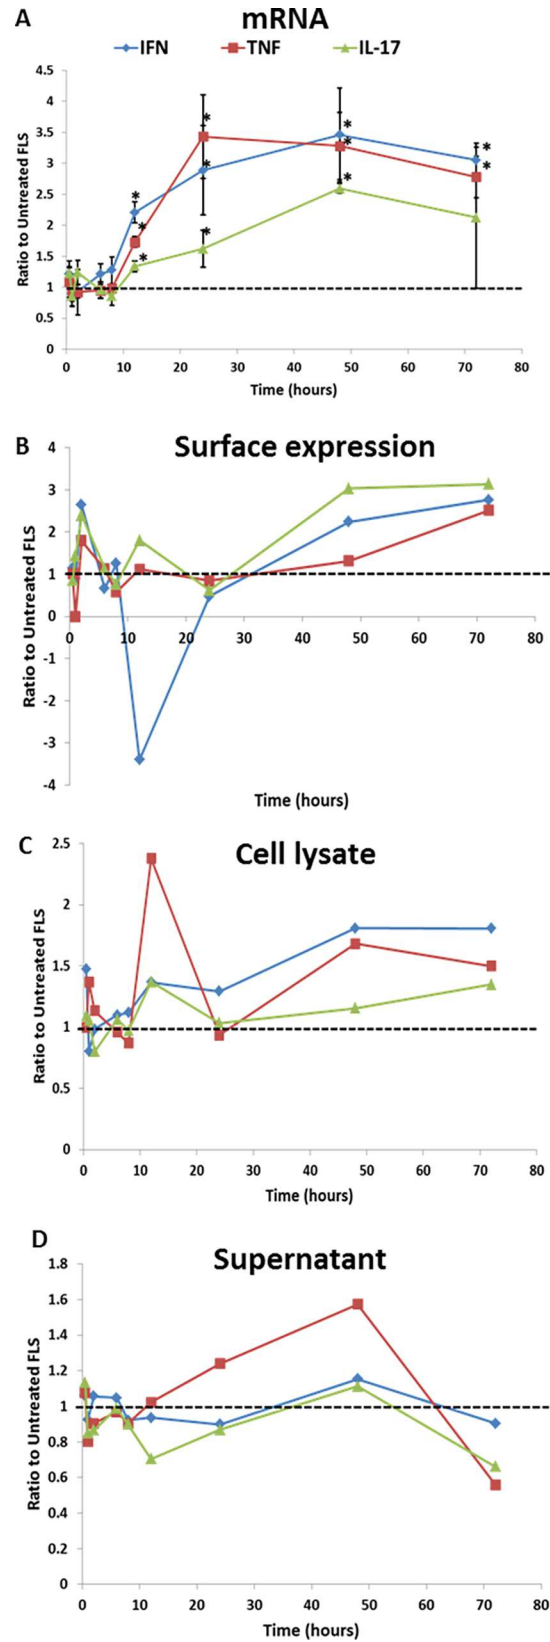 A
mRNA
IFN TNF IL-17
Ratio to Untreated FLS
4.5
4
3.5
3
2.5
2
1.5
1
0.5
0
* * * * * * * * * * *
0 10 20 30 40 50 60 70 80
Time (hours)
B
Surface expression
Ratio to Untreated FLS
4
3
2
1
0
-1
-2
-3
-4
0 10 20 30 40 50 60 70 80
Time (hours)
C
Cell lysate
Ratio to Untreated FLS
2.5
2
1.5
1
0.5
0
0 10 20 30 40 50 60 70 80
Time (hours)
D
Supernatant
Ratio to Untreated FLS
1.8
1.6
1.4
1.2
1
0.8
0.6
0.4
0.2
0
0 10 20 30 40 50 60 70 80
Time (hours)